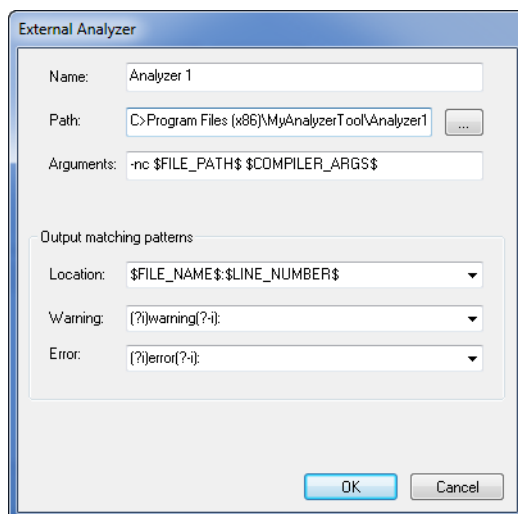 External Analyzer
Name: Analyzer 1
Path: C>Program Files (x86)\MyAnalyzerTool\Analyzer1 ...
Arguments: -nc $FILE_PATH$ $COMPILER_ARGS$
Output matching patterns
Location: $FILE_NAME$:$LINE_NUMBER$
Warning: (?i)warning(?-i):
Error: (?i)error(?-i):
OK Cancel